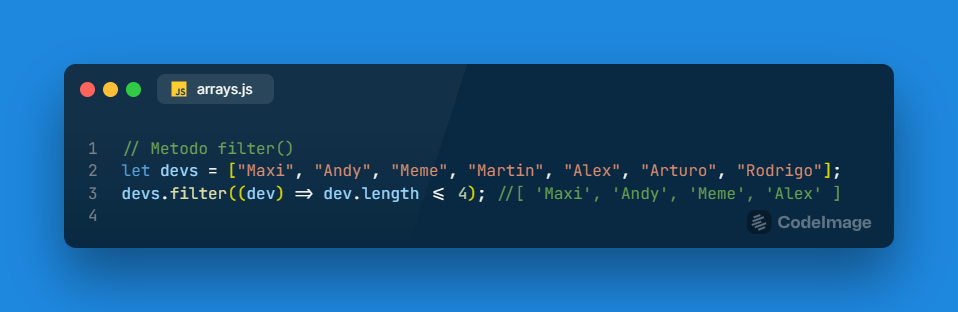 arrays.js
1 // Metodo filter()
2 let devs = ["Maxi", "Andy", "Meme", "Martin", "Alex", "Arturo", "Rodrigo"];
3 devs.filter((dev) => dev.length <= 4); //[ 'Maxi', 'Andy', 'Meme', 'Alex' ]
4
CodeImage